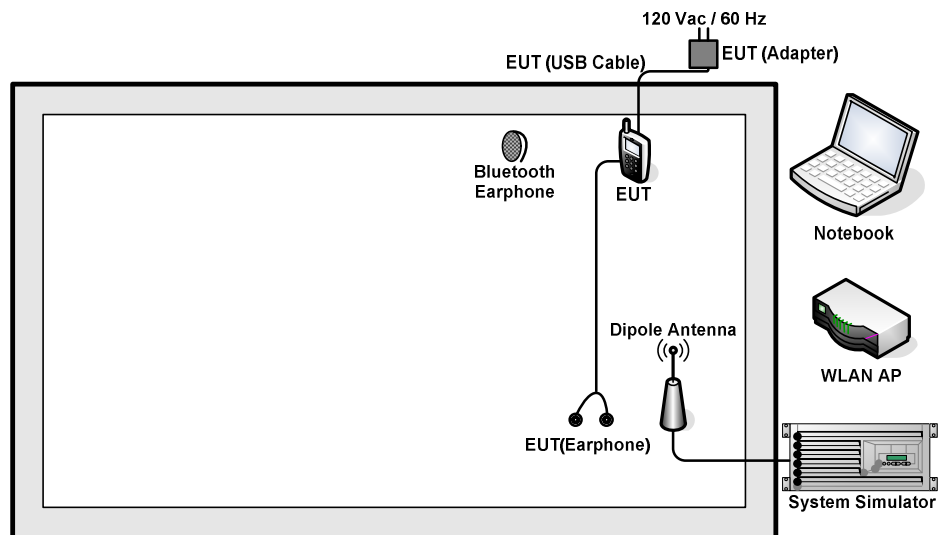 120 Vac / 60 Hz
EUT (USB Cable)
EUT (Adapter)
Bluetooth
Earphone
EUT
Notebook
Dipole Antenna
WLAN AP
EUT(Earphone)
System Simulator